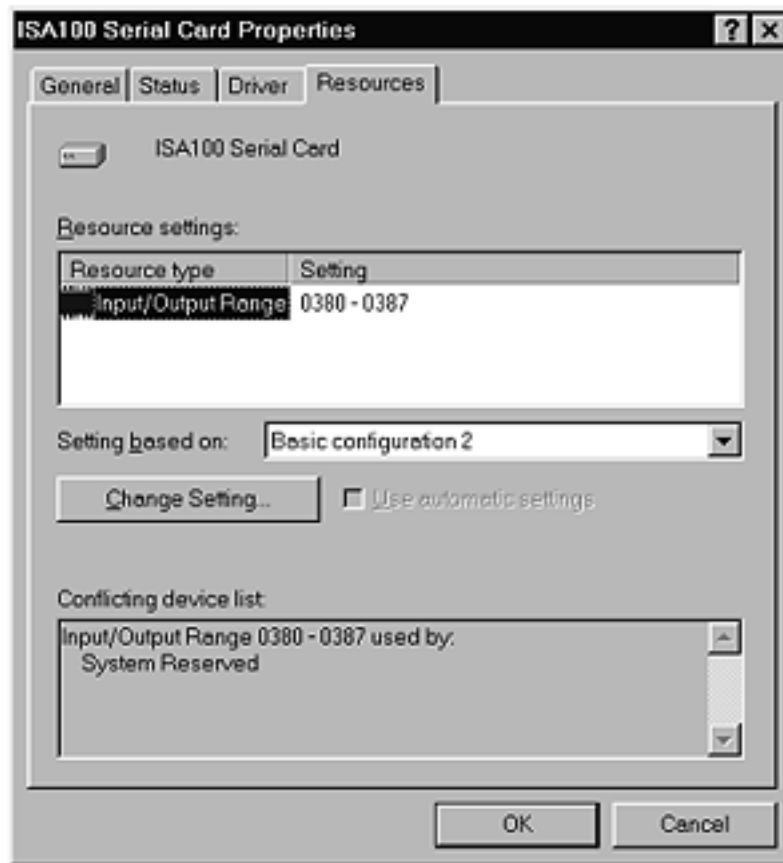 ISA100 Serial Card Properties
General Status Driver Resources
ISA100 Serial Card
Resource settings:
Resource type Setting
Input/Output Range 0380 - 0387
Setting based on: Basic configuration 2
Change Setting... Use automatic settings
Conflicting device list:
Input/Output Range 0380 - 0387 used by:
System Reserved
OK Cancel